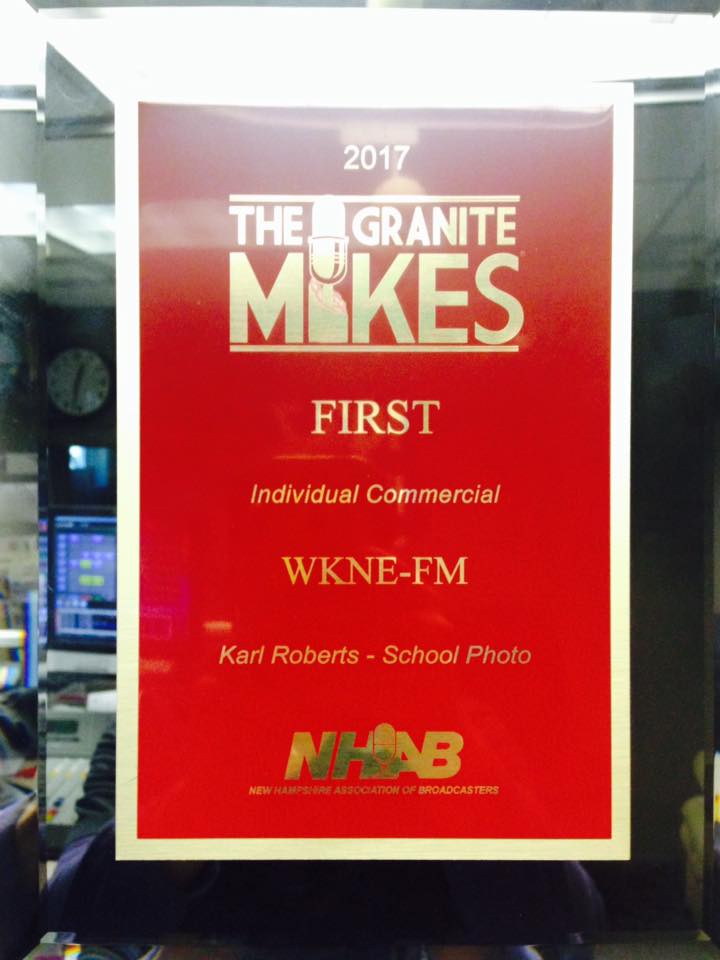 2017
THE GRANITE
MIKES
FIRST
Individual Commercial
WKNE-FM
Karl Roberts - School Photo
NHAB
NEW HAMPSHIRE ASSOCIATION OF BROADCASTERS